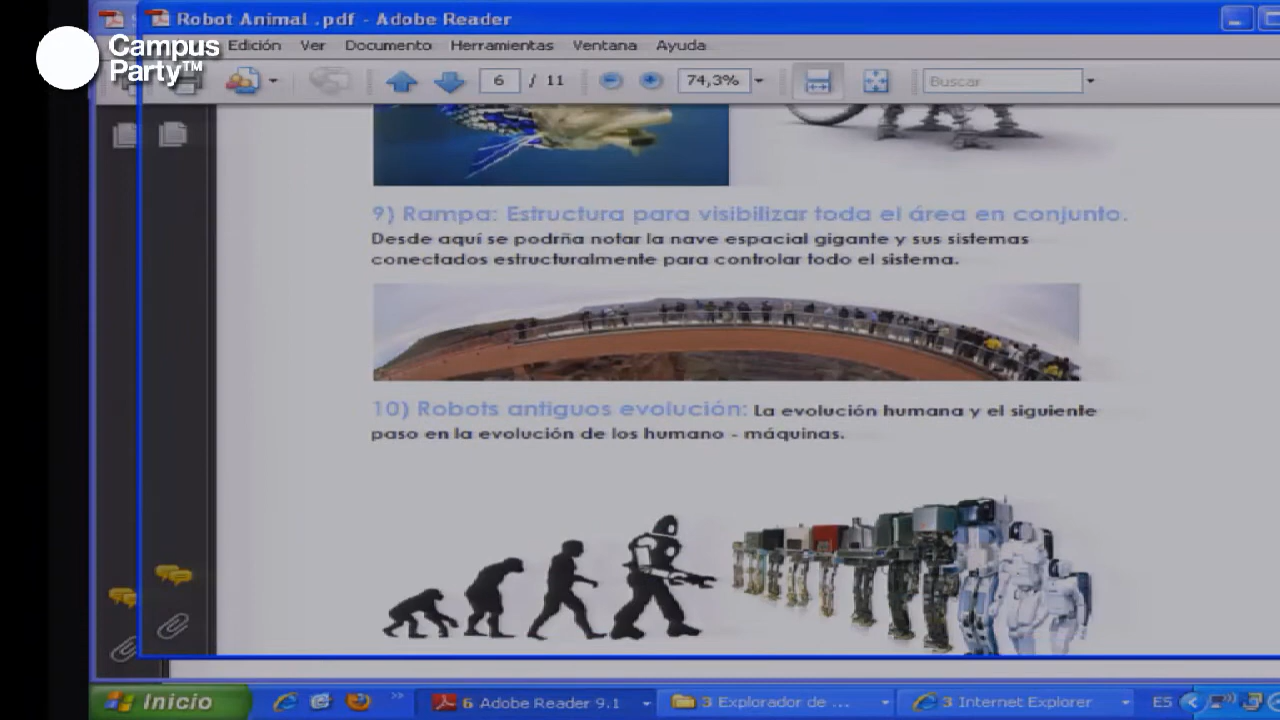 Robot Animal .pdf - Adobe Reader
Campus
Party™
Edición Ver Documento Herramientas Ventana Ayuda
6 / 11 74,3% Buscar
9) Rampa: Estructura para visibilizar toda el área en conjunto.
Desde aquí se podrña notar la nave espacial gigante y sus sistemas
conectados estructuralmente para controlar todo el sistema.
10) Robots antiguos evolución: La evolución humana y el siguiente
paso en la evolución de los humano - máquinas.
Inicio 6 Adobe Reader 9.1 3 Explorador de ... 3 Internet Explorer ES